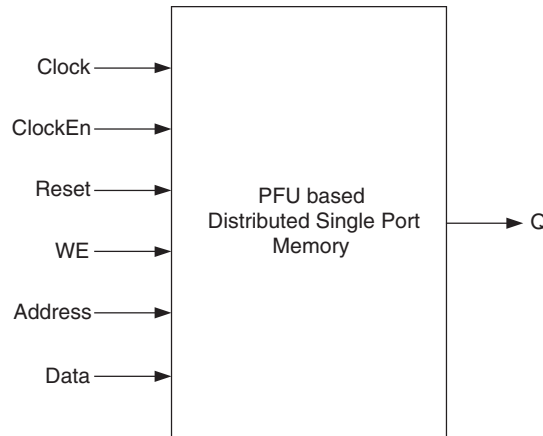 Clock
ClockEn
Reset
WE
Address
Data
PFU based
Distributed Single Port
Memory
Q